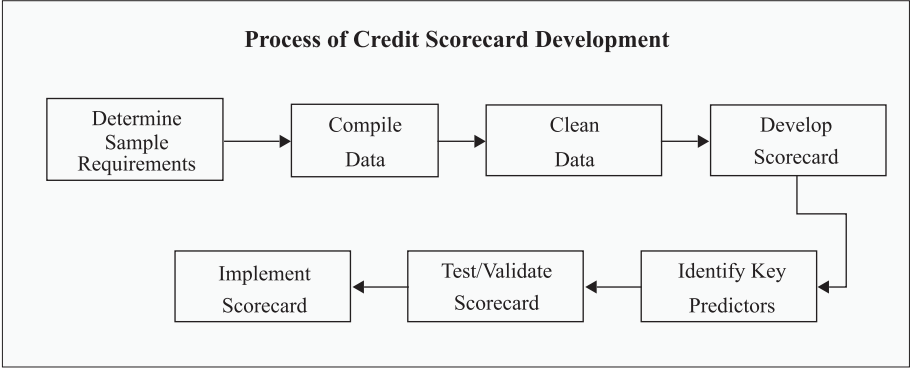 Process of Credit Scorecard Development
Determine
Sample
Requirements
Compile
Data
Clean
Data
Develop
Scorecard
Identify Key
Predictors
Test/Validate
Scorecard
Implement
Scorecard